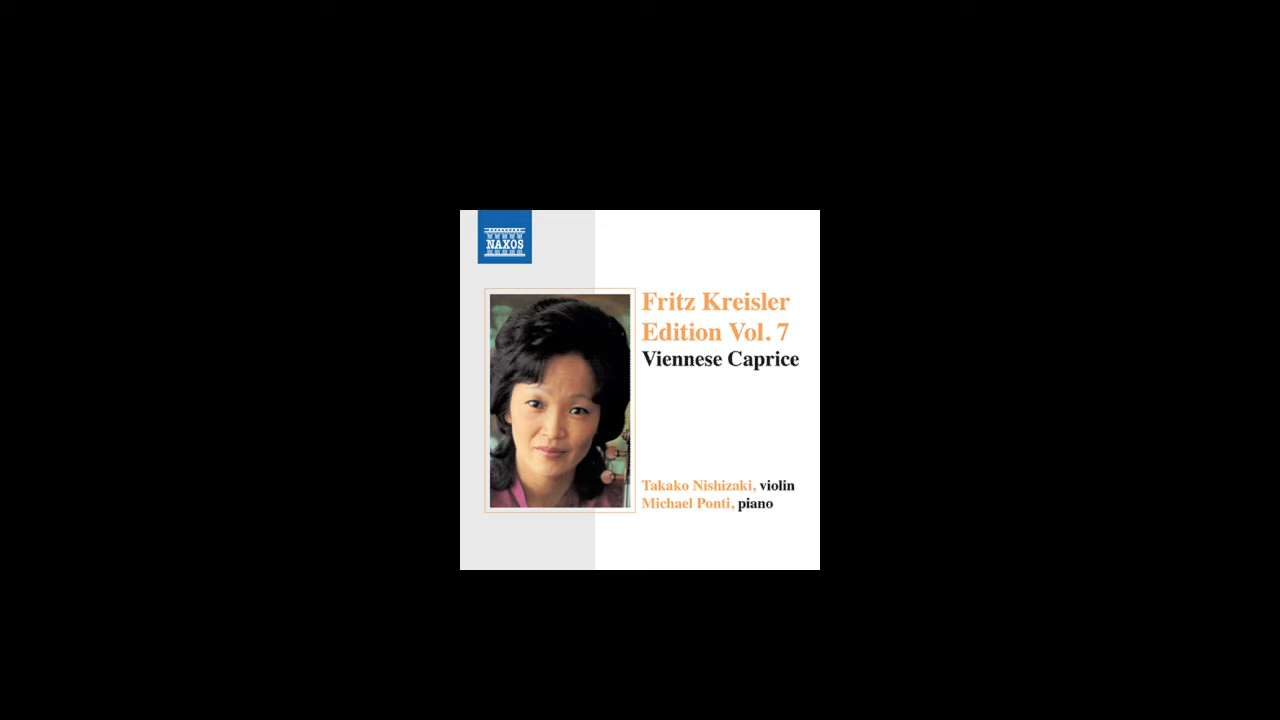 NAXOS
Fritz Kreisler
Edition Vol. 7
Viennese Caprice
Takako Nishizaki, violin
Michael Ponti, piano